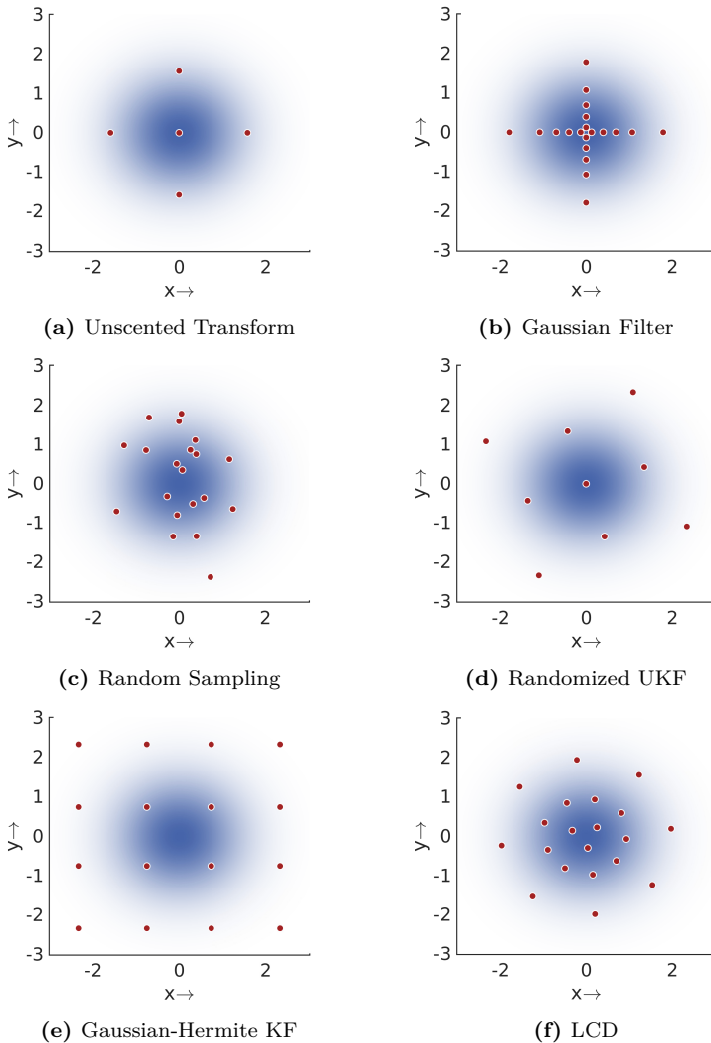 3 3
2 2
1 1
y→ 0 y→ 0
-1 -1
-2 -2
-3 -3
-2 0 2 -2 0 2
x→ x→
(a) Unscented Transform (b) Gaussian Filter
3 3
2 2
1 1
y→ 0 y→ 0
-1 -1
-2 -2
-3 -3
-2 0 2 -2 0 2
x→ x→
(c) Random Sampling (d) Randomized UKF
3 3
2 2
1 1
y→ 0 y→ 0
-1 -1
-2 -2
-3 -3
-2 0 2 -2 0 2
x→ x→
(e) Gaussian-Hermite KF (f) LCD